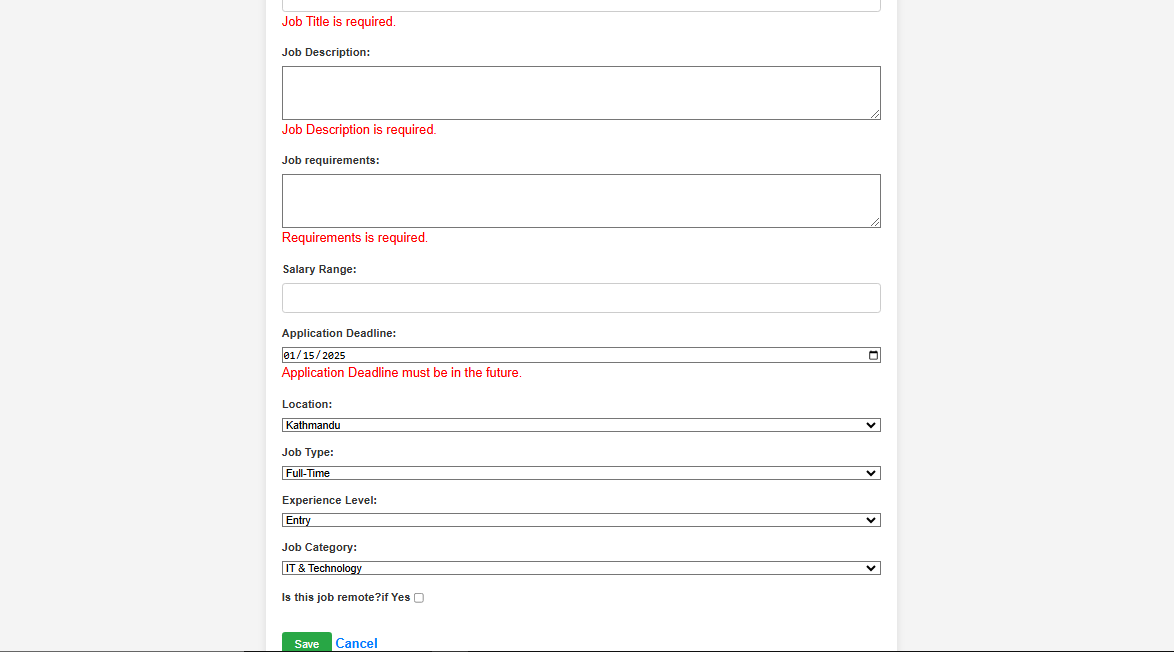 Job Title is required.
Job Description:
Job Description is required.
Job requirements:
Requirements is required.
Salary Range:
Application Deadline:
01/15/2025
Application Deadline must be in the future.
Location:
Kathmandu
Job Type:
Full-Time
Experience Level:
Entry
Job Category:
IT & Technology
Is this job remote?if Yes
Save Cancel